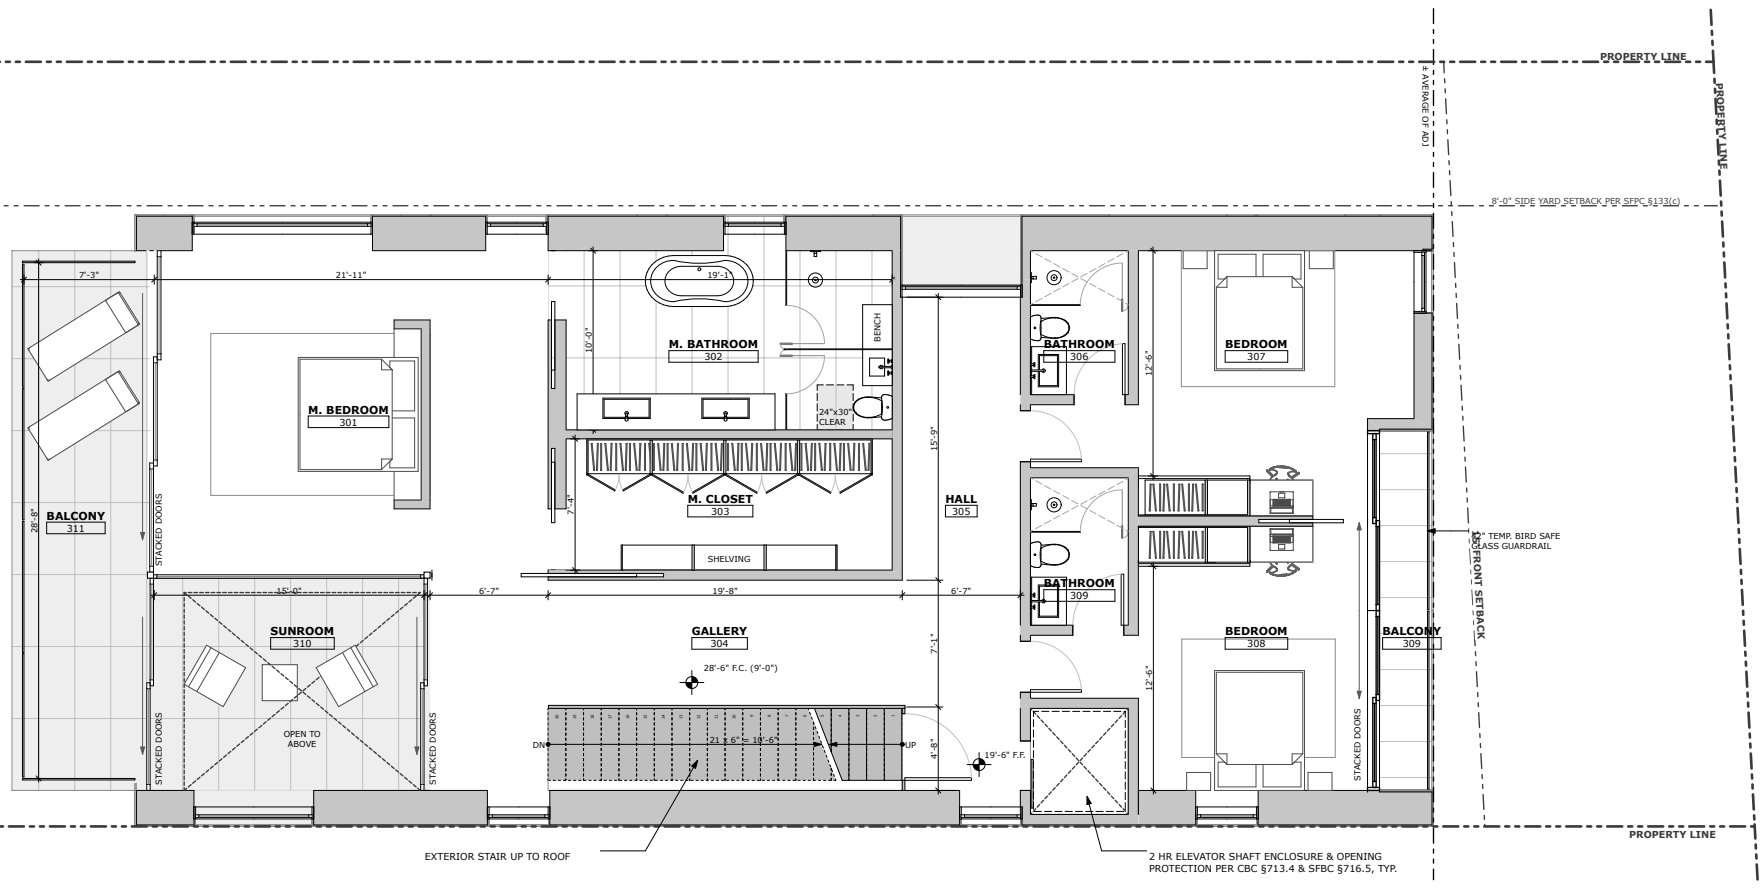 PROPERTY LINE
± AVERAGE OF ADJ
PROPERTY LINE
8'-0" SIDE YARD SETBACK PER SFPC §133(c)
7'-3"
21'-11"
19'-1"
10'-0"
BENCH
M. BATHROOM
302
BATHROOM
306
BEDROOM
307
12'-6"
M. BEDROOM
301
24"x30"
CLEAR
15'-9"
BALCONY
311
28'-8"
STACKED DOORS
7'-4"
M. CLOSET
303
HALL
305
SHELVING
42" TEMP. BIRD SAFE
GLASS GUARDRAIL
15' FRONT SETBACK
15'-0"
6'-7"
19'-8"
6'-7"
BATHROOM
309
SUNROOM
310
GALLERY
304
7'-1"
BEDROOM
308
BALCONY
309
28'-6" F.C. (9'-0")
12'-6"
OPEN TO
ABOVE
STACKED DOORS
STACKED DOORS
DN
21 x 6" = 10'-6"
UP
4'-8"
19'-6" F.F.
STACKED DOORS
PROPERTY LINE
EXTERIOR STAIR UP TO ROOF
2 HR ELEVATOR SHAFT ENCLOSURE & OPENING
PROTECTION PER CBC §713.4 & SFBC §716.5, TYP.